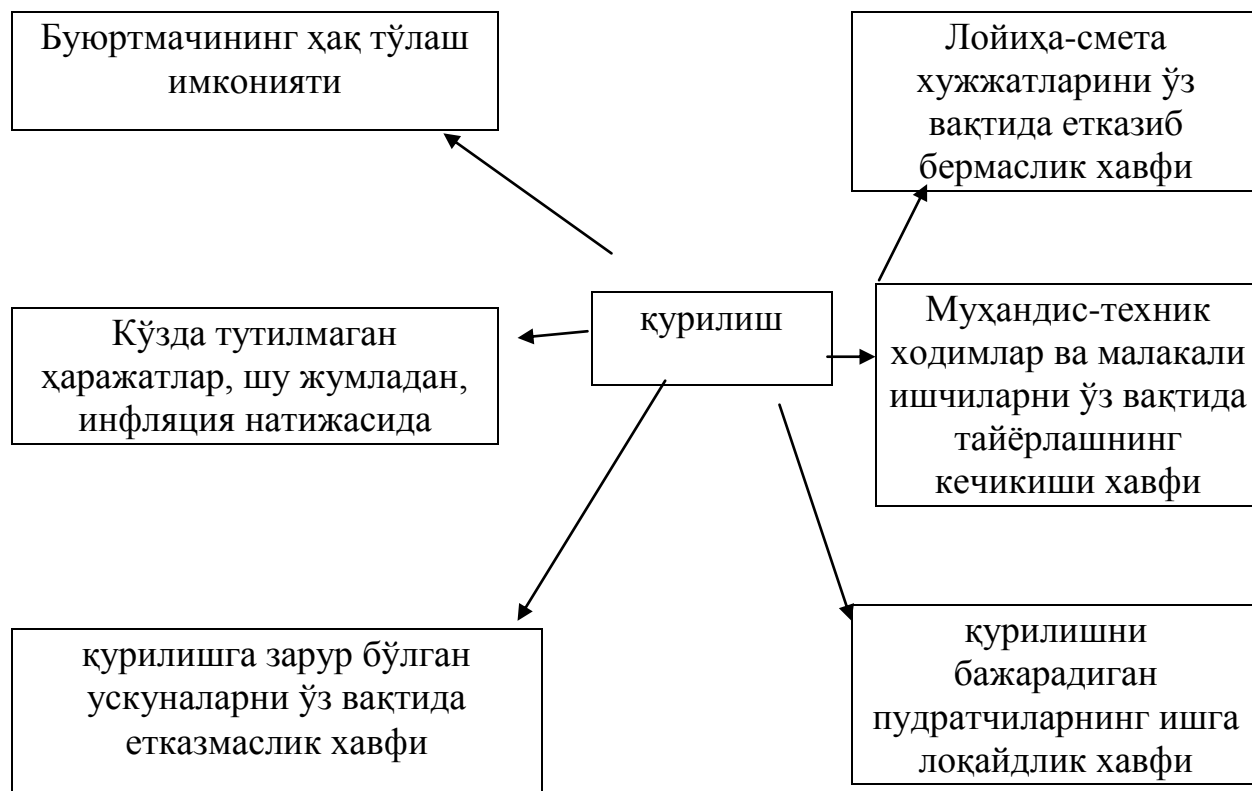 Буюртмачининг ҳақ тўлаш
имконияти
Лойиҳа-смета
хужжатларини ўз
вақтида етказиб
бермаслик хавфи
Кўзда тутилмаган
ҳаражатлар, шу жумладан,
инфляция натижасида
қурилиш
Муҳандис-техник
ходимлар ва малакали
ишчиларни ўз вақтида
тайёрлашнинг
кечикиши хавфи
қурилишга зарур бўлган
ускуналарни ўз вақтида
етказмаслик хавфи
қурилишни
бажарадиган
пудратчиларнинг ишга
лоқайдлик хавфи